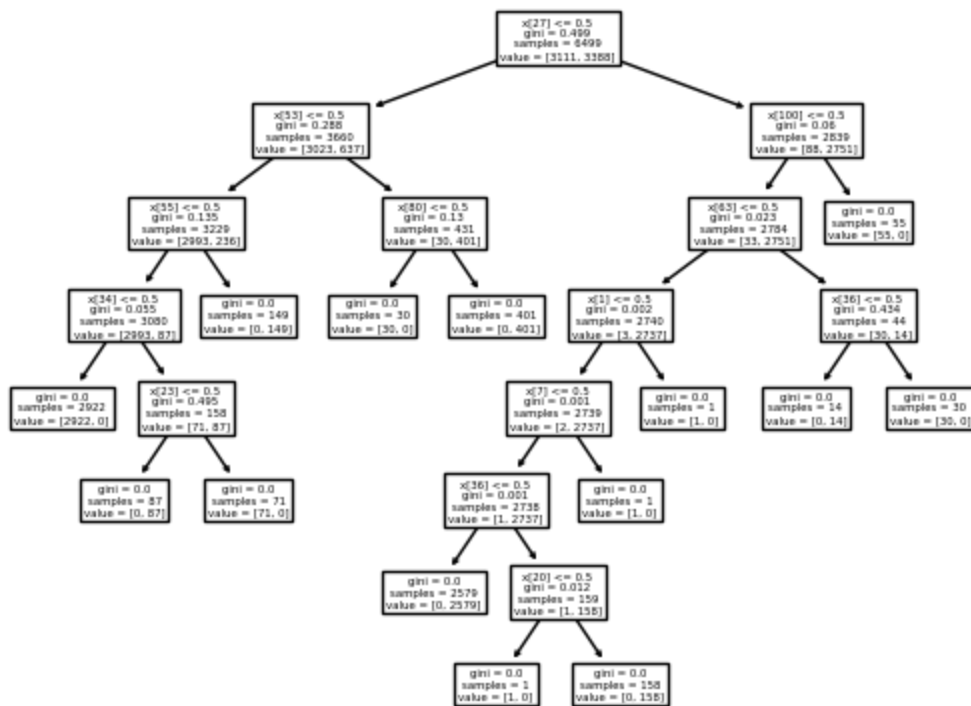 x[27] <= 0.5
gini = 0.499
samples = 6499
value = [3111, 3388]
x[53] <= 0.5
gini = 0.288
samples = 3660
value = [3023, 637]
x[100] <= 0.5
gini = 0.06
samples = 2839
value = [88, 2751]
x[55] <= 0.5
gini = 0.135
samples = 3229
value = [2993, 236]
x[80] <= 0.5
gini = 0.13
samples = 431
value = [30, 401]
x[63] <= 0.5
gini = 0.023
samples = 2784
value = [33, 2751]
gini = 0.0
samples = 55
value = [55, 0]
x[34] <= 0.5
gini = 0.055
samples = 3080
value = [2993, 87]
gini = 0.0
samples = 149
value = [0, 149]
gini = 0.0
samples = 30
value = [30, 0]
gini = 0.0
samples = 401
value = [0, 401]
x[1] <= 0.5
gini = 0.002
samples = 2740
value = [3, 2737]
x[36] <= 0.5
gini = 0.434
samples = 44
value = [30, 14]
gini = 0.0
samples = 2922
value = [2922, 0]
x[23] <= 0.5
gini = 0.495
samples = 158
value = [71, 87]
x[7] <= 0.5
gini = 0.001
samples = 2739
value = [2, 2737]
gini = 0.0
samples = 1
value = [1, 0]
gini = 0.0
samples = 14
value = [0, 14]
gini = 0.0
samples = 30
value = [30, 0]
gini = 0.0
samples = 87
value = [0, 87]
gini = 0.0
samples = 71
value = [71, 0]
x[36] <= 0.5
gini = 0.001
samples = 2738
value = [1, 2737]
gini = 0.0
samples = 1
value = [1, 0]
gini = 0.0
samples = 2579
value = [0, 2579]
x[20] <= 0.5
gini = 0.012
samples = 159
value = [1, 158]
gini = 0.0
samples = 1
value = [1, 0]
gini = 0.0
samples = 158
value = [0, 158]